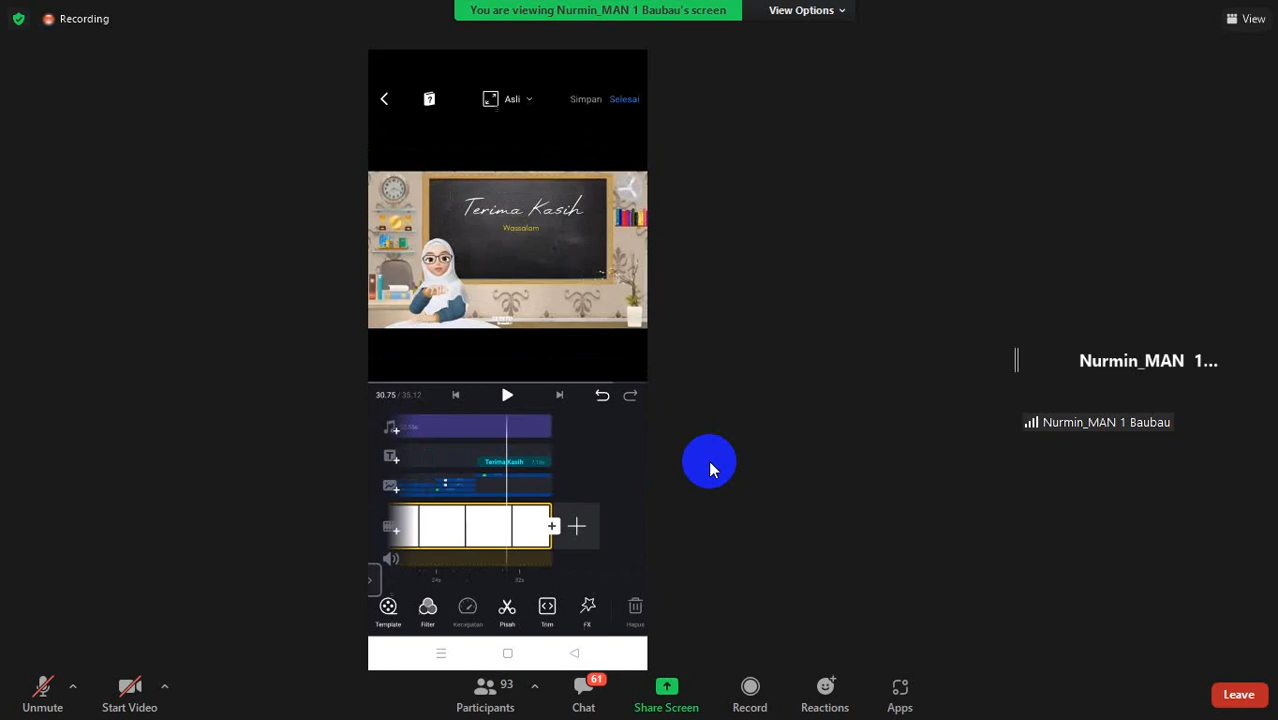 Recording
You are viewing Nurmin_MAN 1 Baubau's screen
View Options
View
Asli
Simpan
Selesai
Terima Kasih
Wassalam
30.75 / 35.12
Terima Kasih
24s
32s
Template
Filter
Kecepatan
Pisah
Trim
FX
Hapus
Nurmin_MAN 1...
Nurmin_MAN 1 Baubau
Unmute
Start Video
93
Participants
61
Chat
Share Screen
Record
Reactions
Apps
Leave